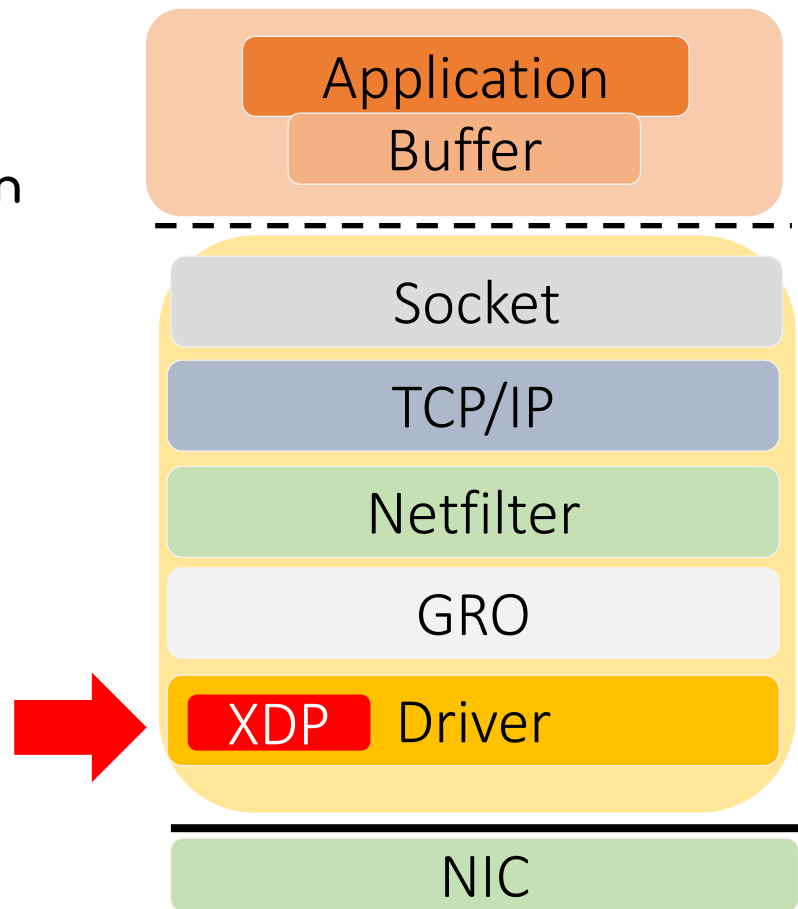 Application
Buffer
n
Socket
TCP/IP
Netfilter
GRO
XDP Driver
NIC